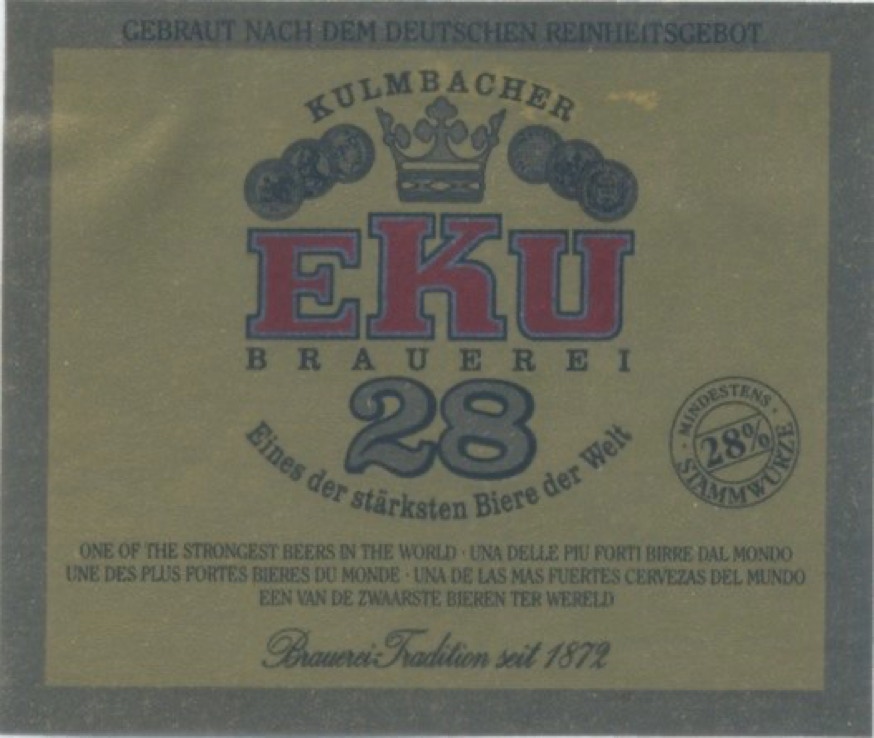 GEBRAUT NACH DEM DEUTSCHEN REINHEITSGEBOT
KULMBACHER
EKU
BRAUEREI
28
Eines der stärksten Biere der Welt
· MINDESTENS ·
28%
STAMMWÜRZE
ONE OF THE STRONGEST BEERS IN THE WORLD · UNA DELLE PIU FORTI BIRRE DAL MONDO
UNE DES PLUS FORTES BIERES DU MONDE · UNA DE LAS MAS FUERTES CERVEZAS DEL MUNDO
EEN VAN DE ZWAARSTE BIEREN TER WERELD
Brauerei-Tradition seit 1872